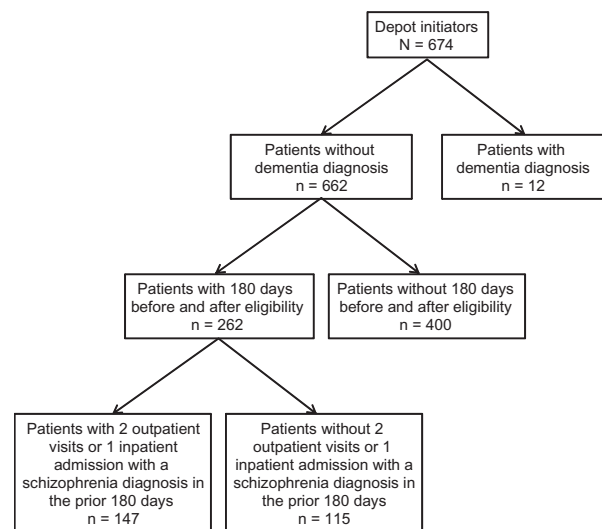 Depot initiators
N = 674
Patients without
dementia diagnosis
n = 662
Patients with
dementia diagnosis
n = 12
Patients with 180 days
before and after eligibility
n = 262
Patients without 180 days
before and after eligibility
n = 400
Patients with 2 outpatient
visits or 1 inpatient
admission with a
schizophrenia diagnosis in
the prior 180 days
n = 147
Patients without 2
outpatient visits or 1
inpatient admission with a
schizophrenia diagnosis in
the prior 180 days
n = 115